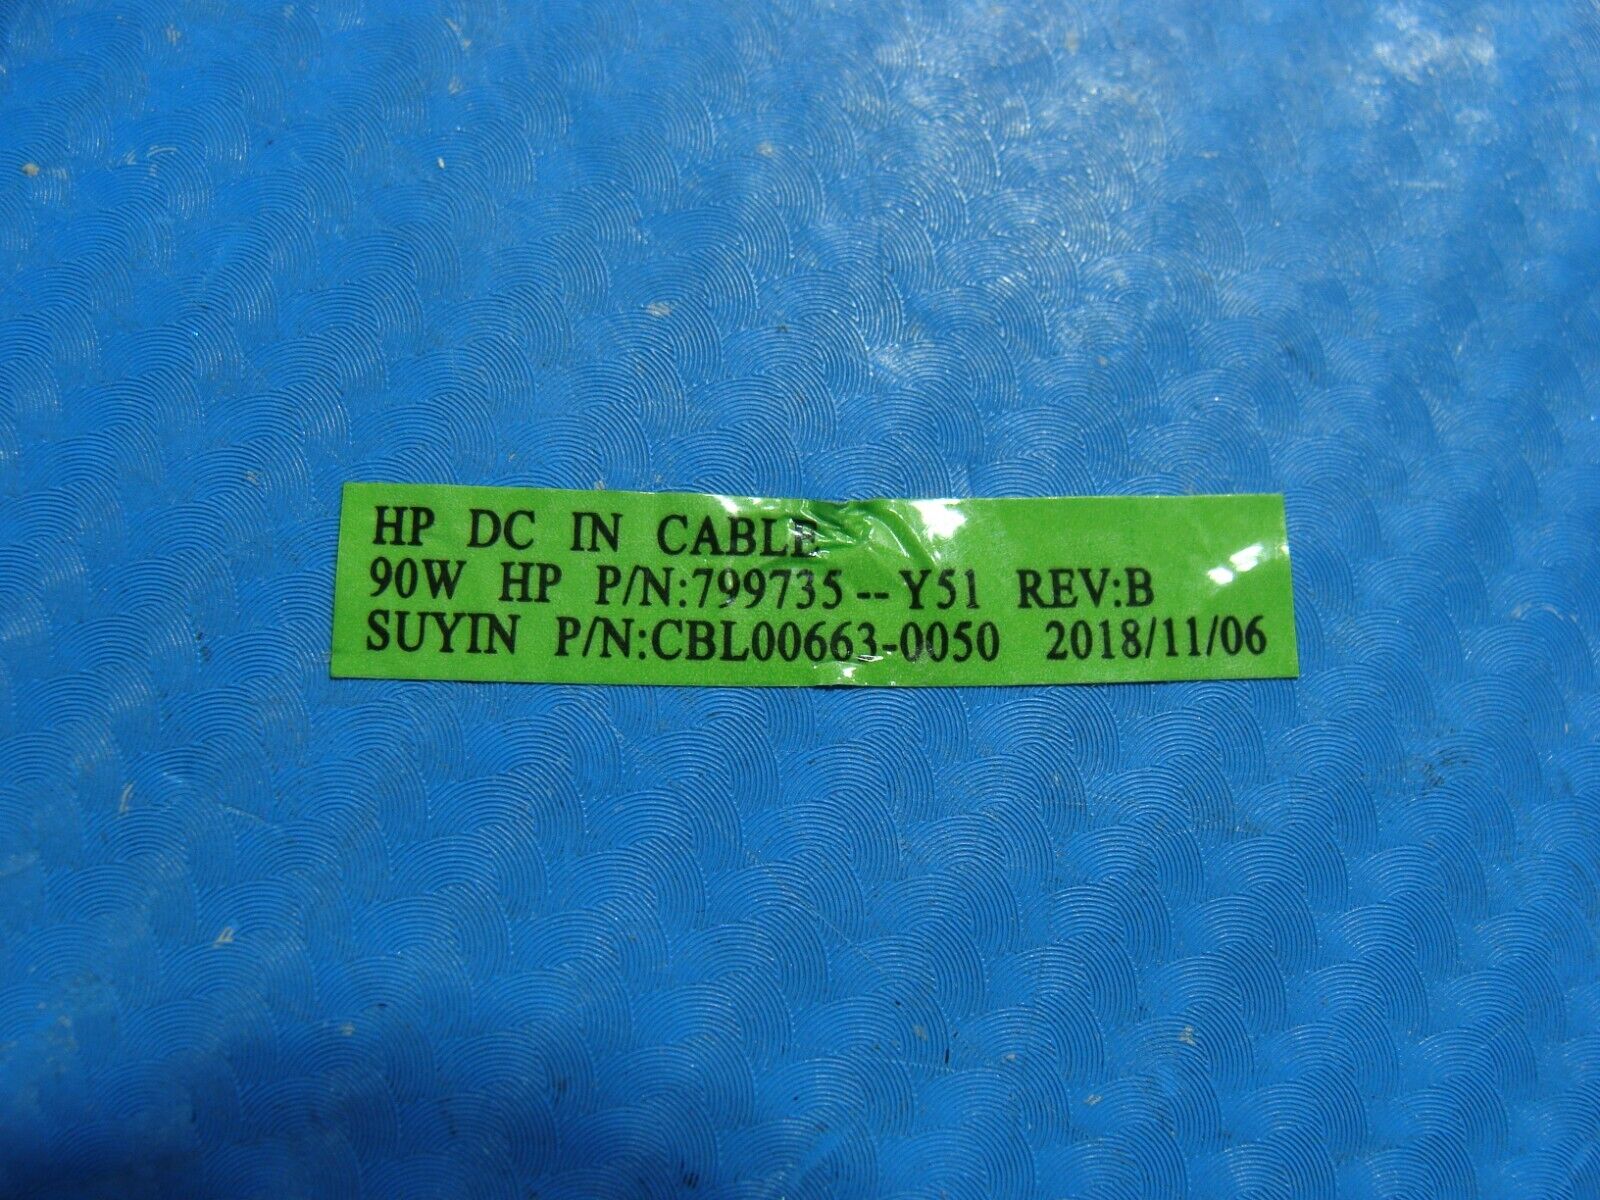 HP DC IN CABLE
90W HP P/N:799735--Y51 REV:B
SUYIN P/N:CBL00663-0050 2018/11/06